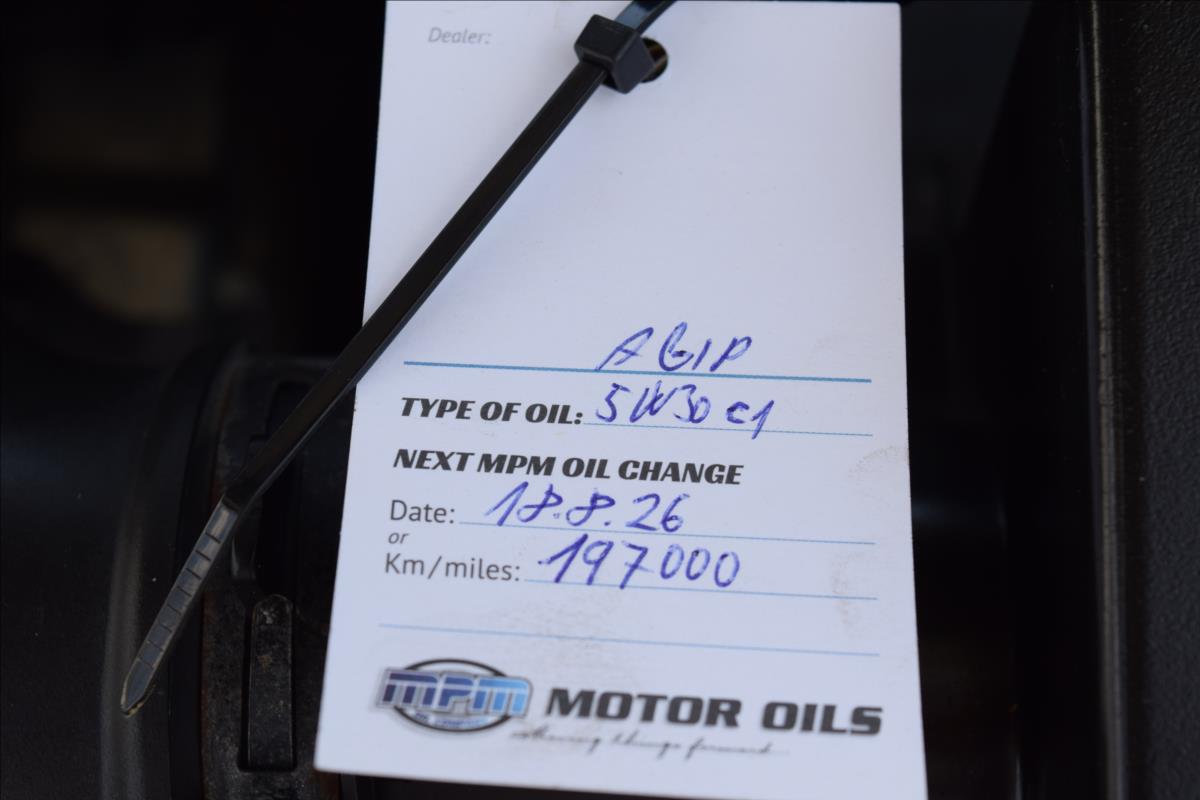 Dealer:
AGIP
TYPE OF OIL: 5W30 C1
NEXT MPM OIL CHANGE
Date: 18.8.26
or
Km/miles: 197000
MPM MOTOR OILS